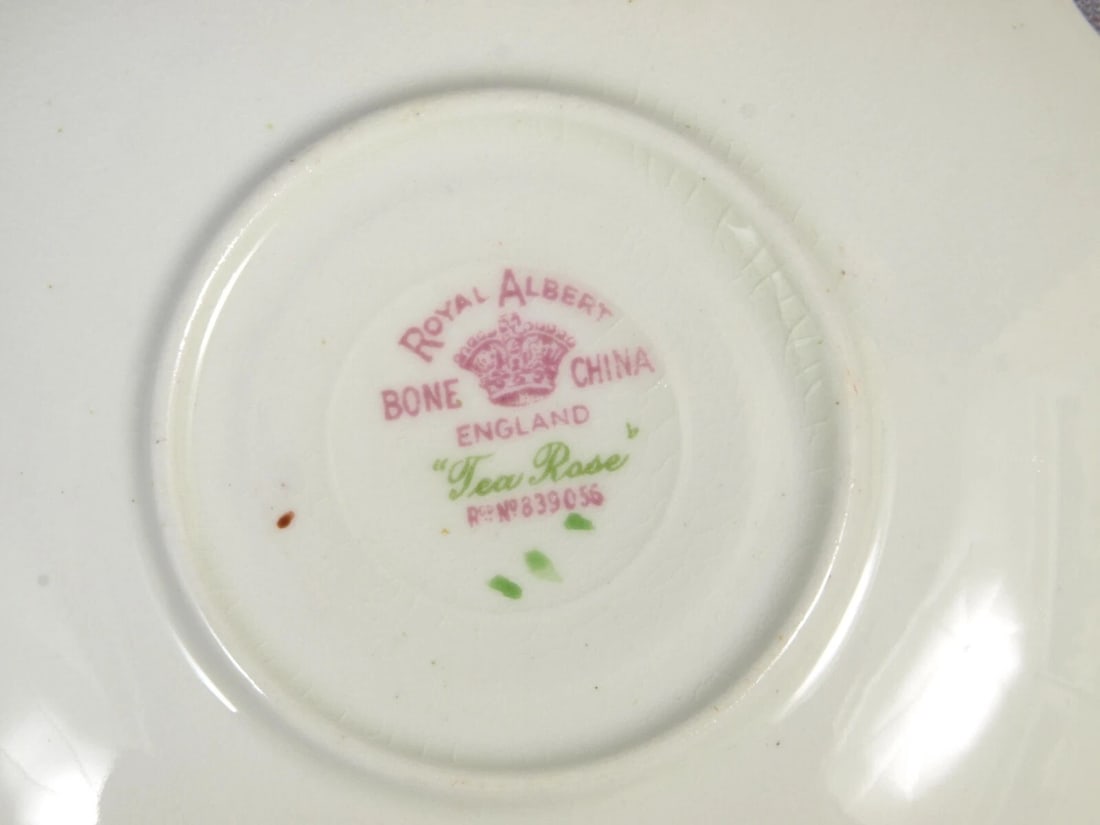 ROYAL ALBERT
BONE CHINA
ENGLAND
"Tea Rose"
Rᴰ Nº 839056